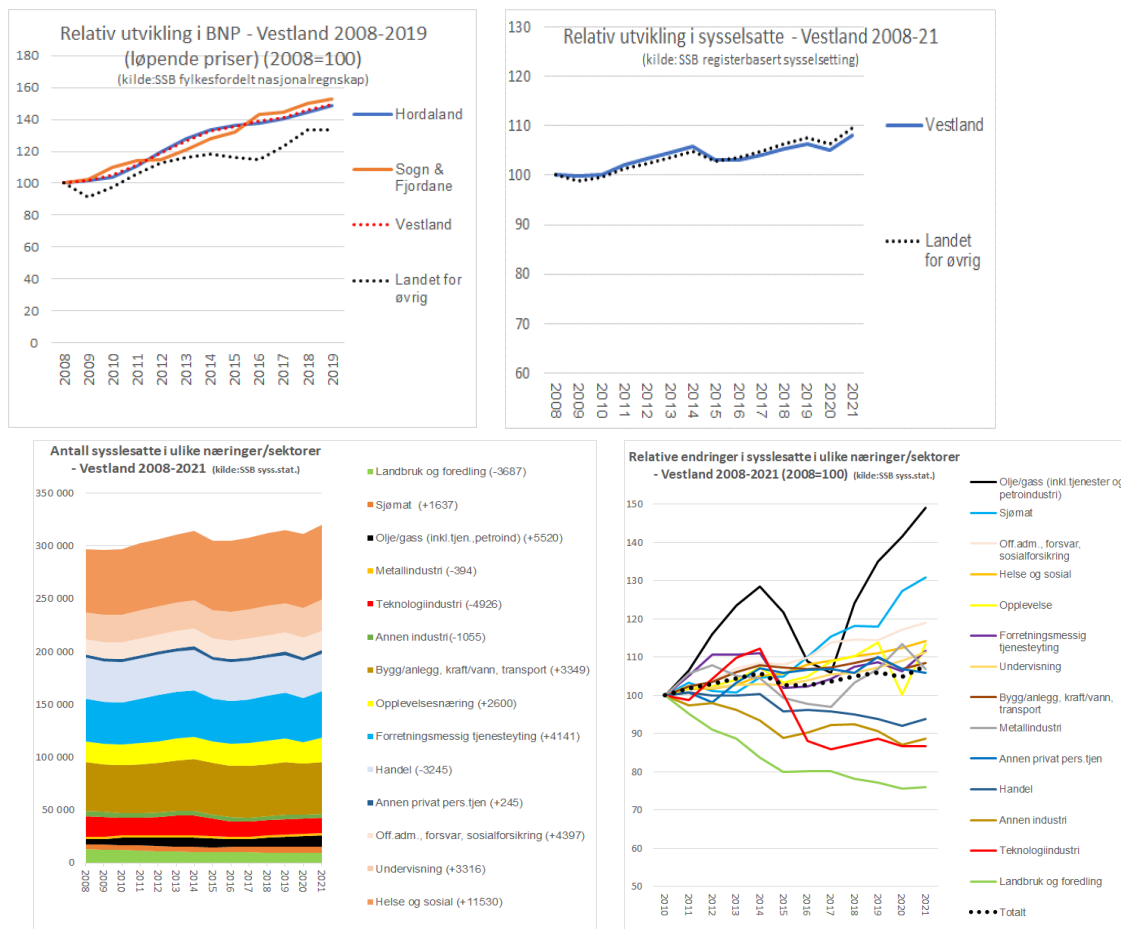 Relativ utvikling i BNP - Vestland 2008-2019
(løpende priser) (2008=100)
(kilde:SSB fylkesfordelt nasjonalregnskap)
180
160
140
120
100
80
60
40
20
0
2008
2009
2010
2011
2012
2013
2014
2015
2016
2017
2018
2019
Hordaland
Sogn &
Fjordane
Vestland
Landet for
øvrig
Relativ utvikling i sysselsatte - Vestland 2008-21
(kilde: SSB registerbasert sysselsetting)
130
120
110
100
90
80
70
60
2008
2009
2010
2011
2012
2013
2014
2015
2016
2017
2018
2019
2020
2021
Vestland
Landet
for øvrig
Antall sysslesatte i ulike næringer/sektorer
- Vestland 2008-2021 (kilde:SSB syss.stat.)
350 000
300 000
250 000
200 000
150 000
100 000
50 000
0
2008
2009
2010
2011
2012
2013
2014
2015
2016
2017
2018
2019
2020
2021
Landbruk og foredling (-3687)
Sjømat (+1637)
Olje/gass (inkl.tjen.,petroind) (+5520)
Metallindustri (-394)
Teknologiindustri (-4926)
Annen industri(-1055)
Bygg/anlegg, kraft/vann, transport (+3349)
Opplevelsesnæring (+2600)
Forretningsmessig tjenesteyting (+4141)
Handel (-3245)
Annen privat pers.tjen (+245)
Off.adm., forsvar, sosialforsikring (+4397)
Undervisning (+3316)
Helse og sosial (+11530)
Relative endringer i sysslesatte i ulike næringer/sektorer
- Vestland 2008-2021 (2008=100) (kilde:SSB syss.stat.)
150
140
130
120
110
100
90
80
70
60
50
2010
2011
2012
2013
2014
2015
2016
2017
2018
2019
2020
2021
Olje/gass (inkl.tjenester og
petroindustri)
Sjømat
Off.adm., forsvar,
sosialforsikring
Helse og sosial
Opplevelse
Forretningsmessig
tjenesteyting
Undervisning
Bygg/anlegg, kraft/vann,
transport
Metallindustri
Annen privat pers.tjen
Handel
Annen industri
Teknologiindustri
Landbruk og foredling
Totalt